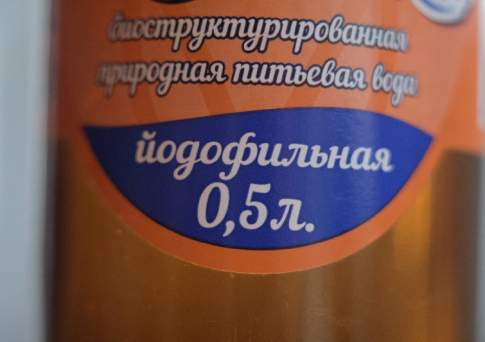 биоструктурированная
природная питьевая вода
йодофильная
0,5л.